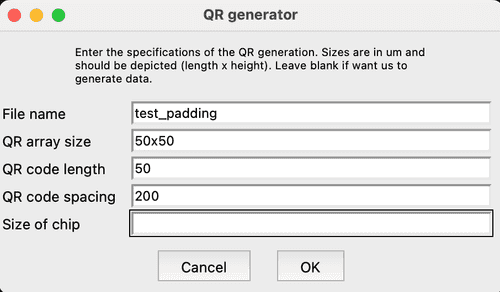 QR generator
Enter the specifications of the QR generation. Sizes are in um and
should be depicted (length x height). Leave blank if want us to
generate data.
File name test_padding
QR array size 50x50
QR code length 50
QR code spacing 200
Size of chip
Cancel OK